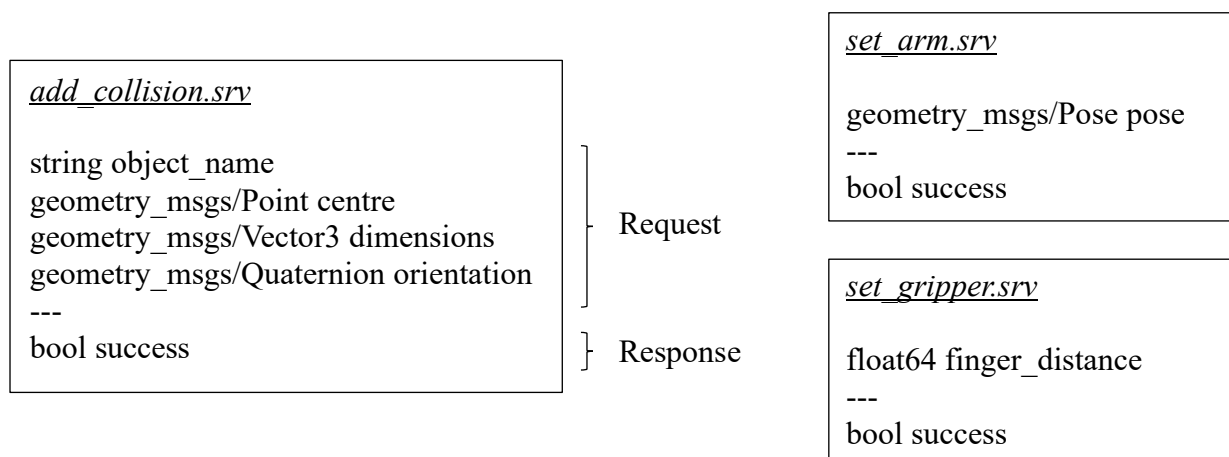 add_collision.srv
string object_name
geometry_msgs/Point centre
geometry_msgs/Vector3 dimensions
geometry_msgs/Quaternion orientation
---
bool success
Request
Response
set_arm.srv
geometry_msgs/Pose pose
---
bool success
set_gripper.srv
float64 finger_distance
---
bool success